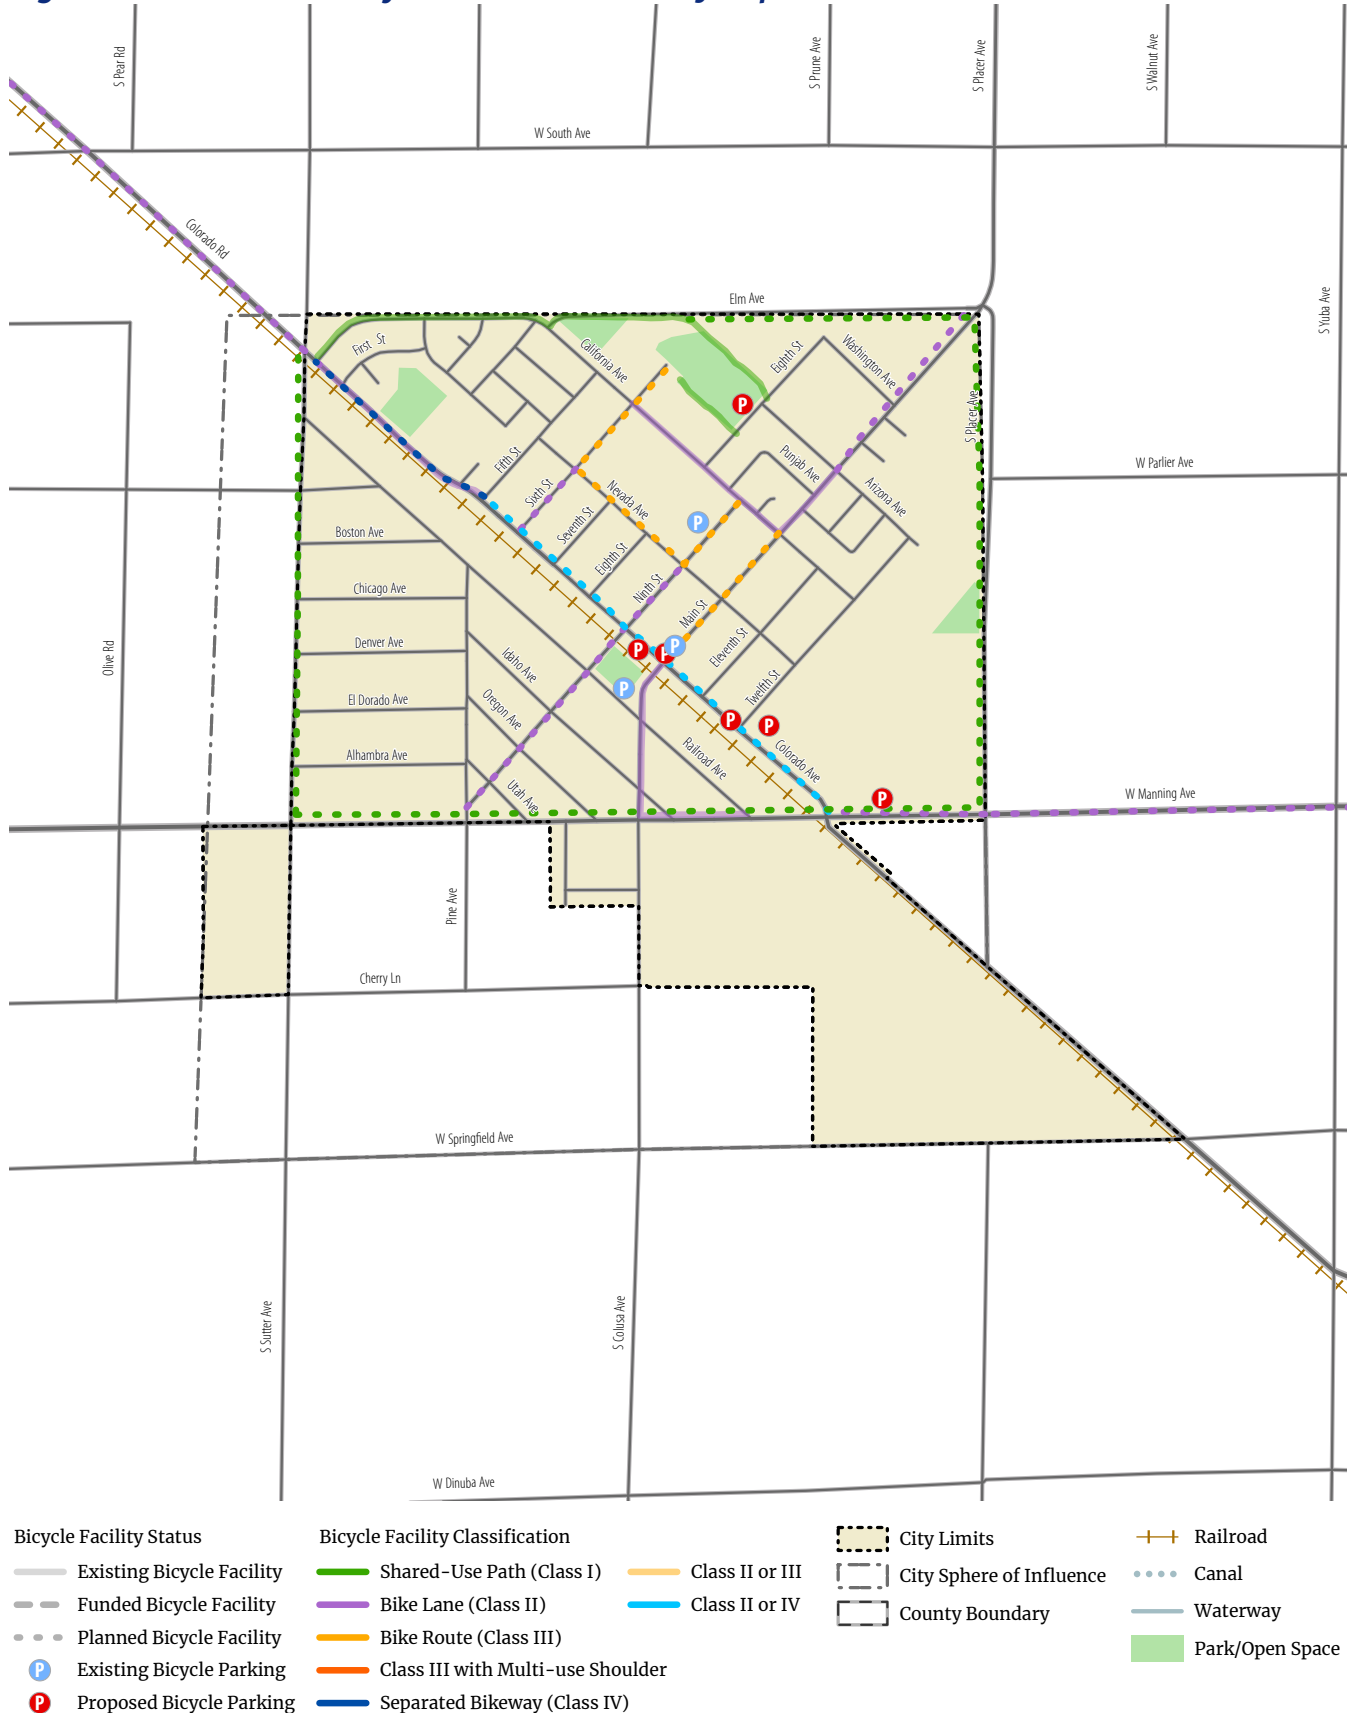 S Pear Rd
S Prune Ave
S Placer Ave
S Walnut Ave
W South Ave
Colorado Rd
Elm Ave
S Yuba Ave
First St
California Ave
Eighth St
Washington Ave
S Placer Ave
Fifth St
Punjab Ave
W Parlier Ave
Sixth St
Nevada Ave
Arizona Ave
Seventh St
Boston Ave
Eighth St
Chicago Ave
Ninth St
Main St
Denver Ave
Olive Rd
Idaho Ave
Eleventh St
El Dorado Ave
Oregon Ave
Twelfth St
Alhambra Ave
Railroad Ave
Colorado Ave
Utah Ave
W Manning Ave
P
P
P
P
P
P
P
P
P
Pine Ave
Cherry Ln
W Springfield Ave
S Sutter Ave
S Colusa Ave
W Dinuba Ave
Bicycle Facility Status
Existing Bicycle Facility
Funded Bicycle Facility
Planned Bicycle Facility
P Existing Bicycle Parking
P Proposed Bicycle Parking
Bicycle Facility Classification
Shared-Use Path (Class I)
Bike Lane (Class II)
Bike Route (Class III)
Class III with Multi-use Shoulder
Separated Bikeway (Class IV)
Class II or III
Class II or IV
City Limits
City Sphere of Influence
County Boundary
Railroad
Canal
Waterway
Park/Open Space